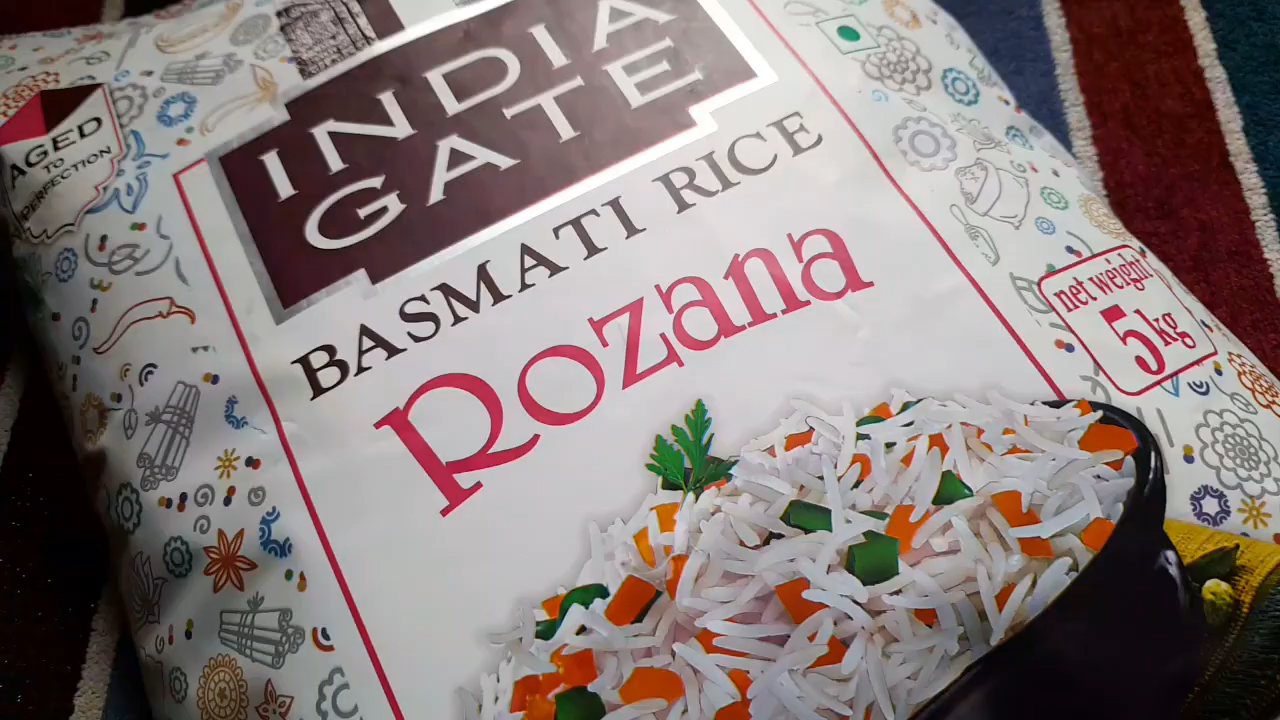 INDIA
GATE
BASMATI RICE
Rozana
AGED
TO
PERFECTION
net weight
5kg